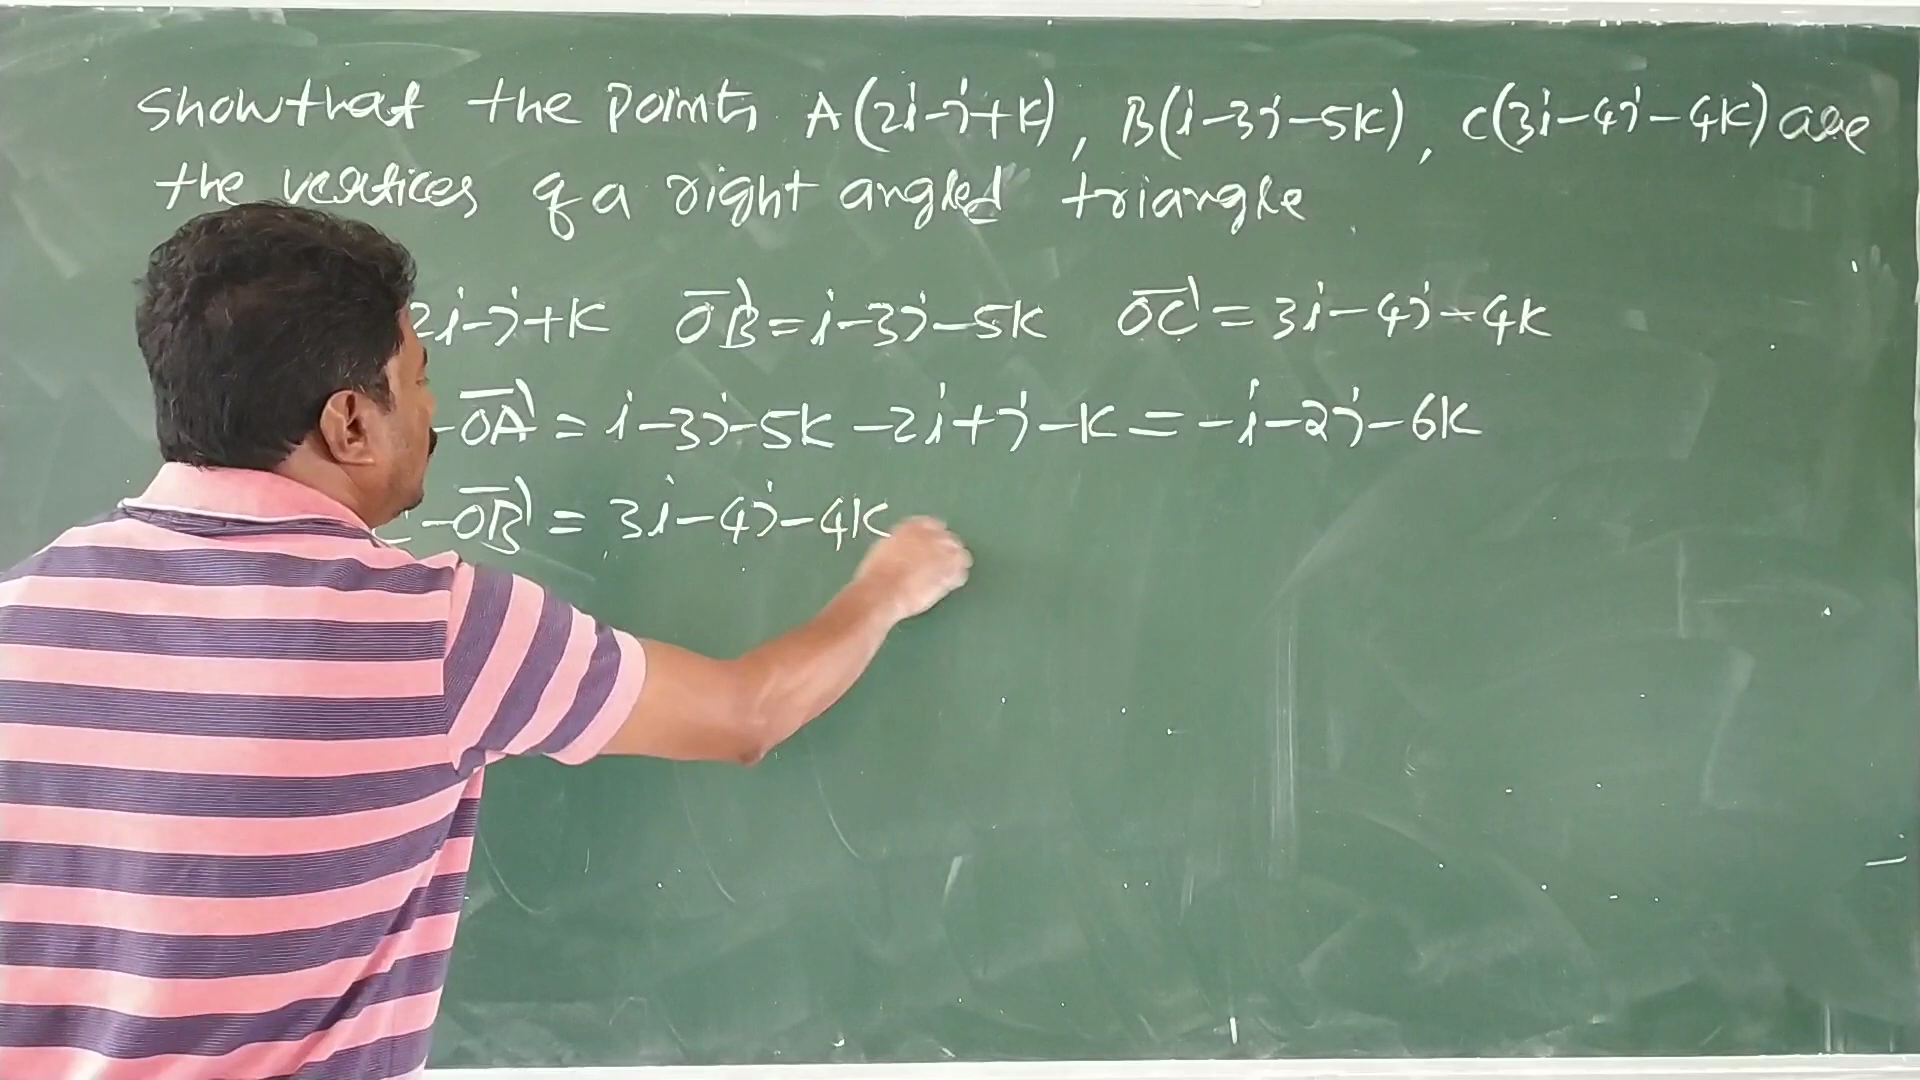 show that the points A(2i-j+k), B(i-3j-5k), C(3i-4j-4k) are
the vertices of a right angled triangle
2i-j+k OB = i-3j-5k OC = 3i-4j-4k
-OA = i-3j-5k-2i+j-k = -i-2j-6k
-OB = 3i-4j-4k